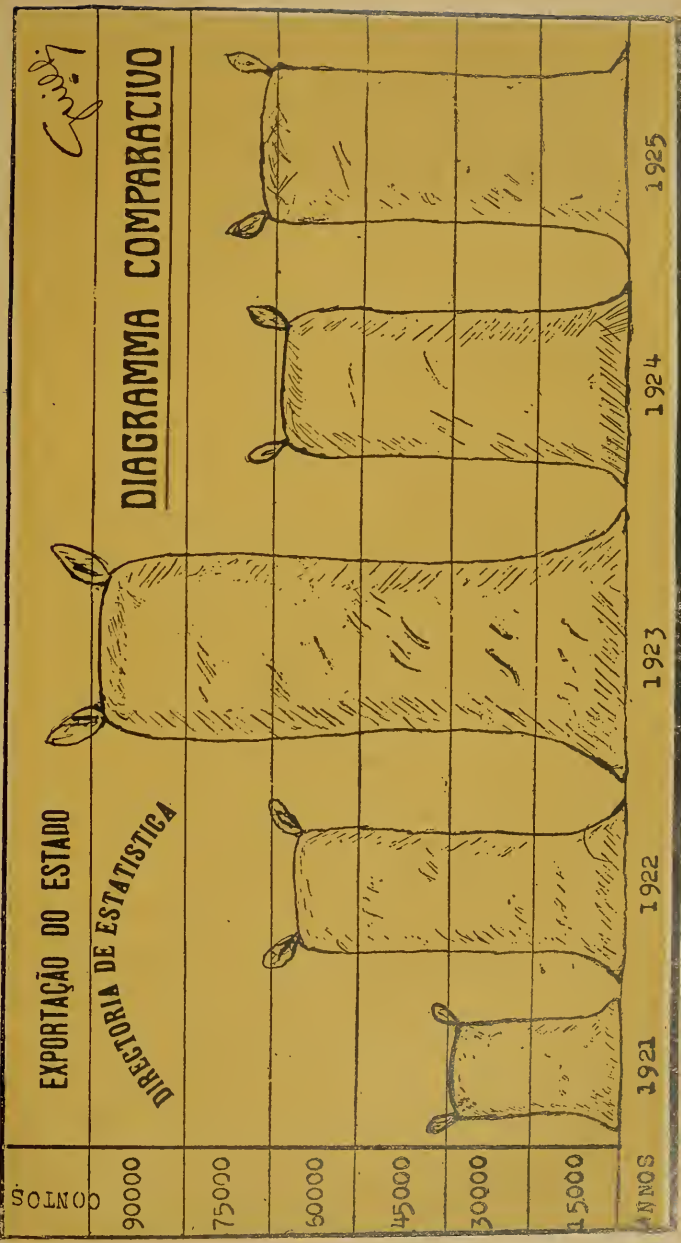 EXPORTAÇÃO DO ESTADO
DIRECTORIA DE ESTATISTICA
DIAGRAMMA COMPARATIVO
CONTOS
90000
75000
60000
45000
30000
15000
ANNOS 1921 1922 1923 1924 1925